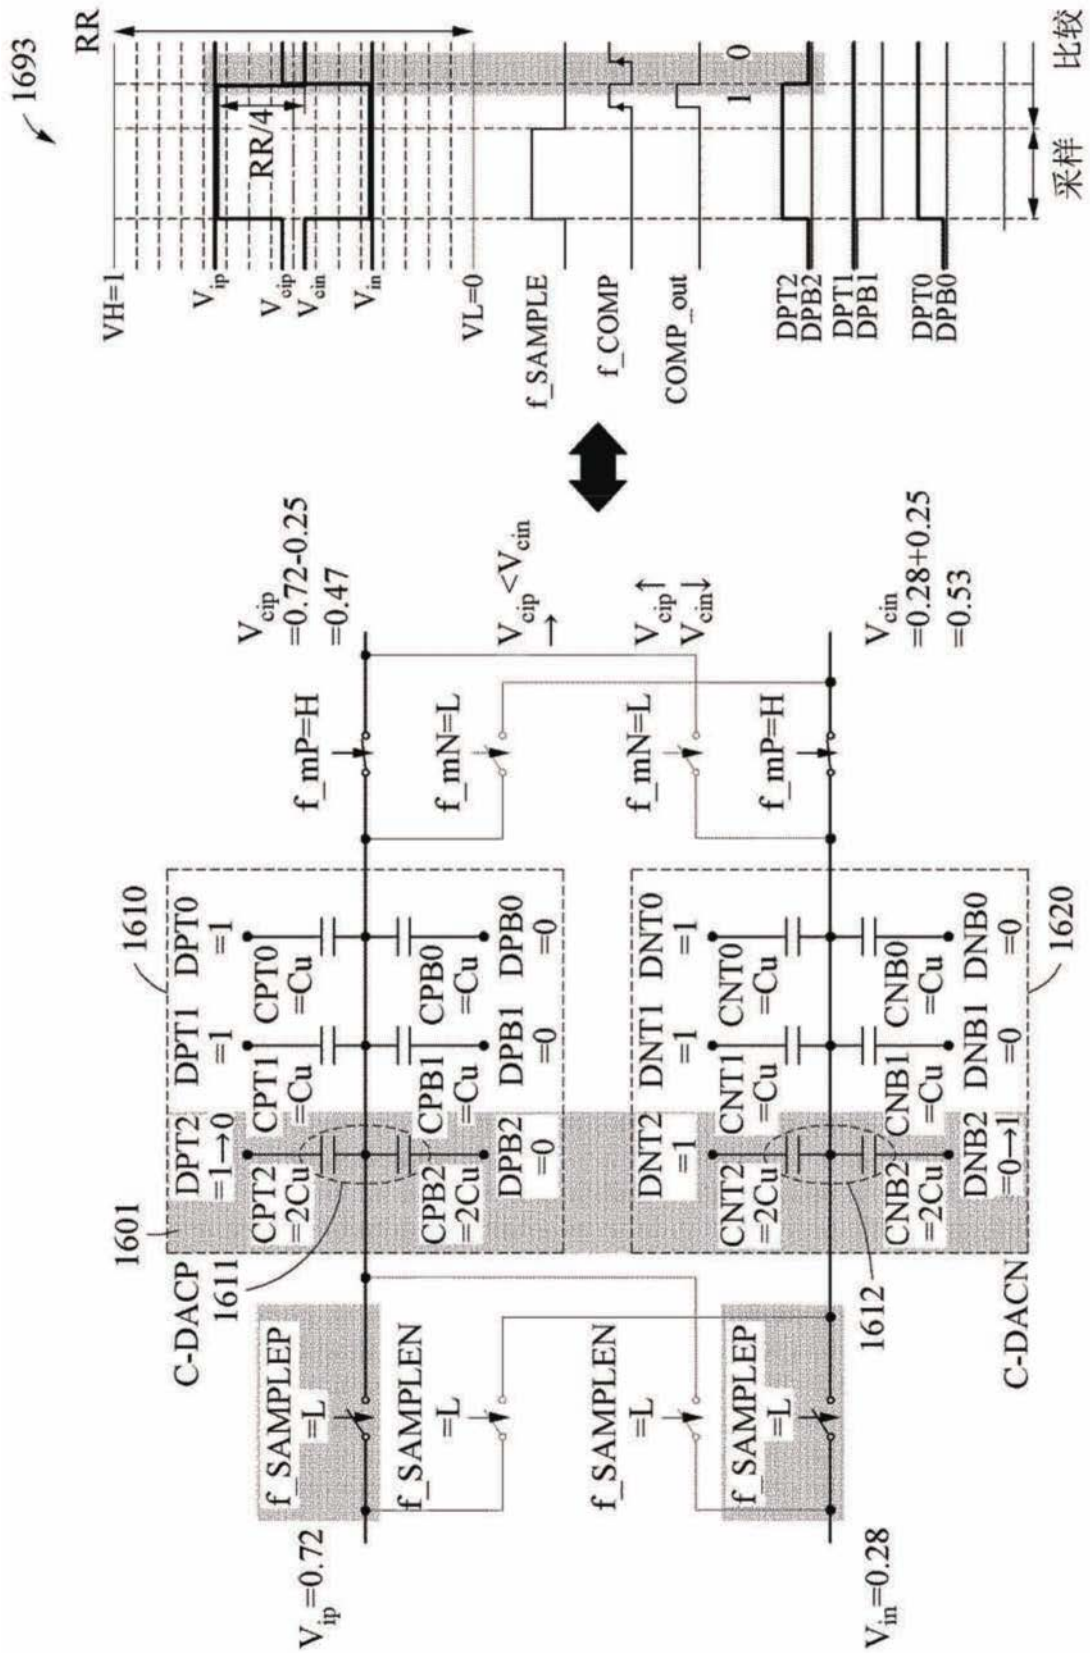 1693
RR
VH=1
Vip
Vcip
Vcin
Vin
VL=0
RR/4
f_SAMPLE
f_COMP
COMP_out
1 0
DPT2
DPB2
DPT1
DPB1
DPT0
DPB0
采样
比较
1601
1610
C-DACP
1611
DPT2
=1→0
DPT1
=1
DPT0
=1
CPT2
=2Cu
CPT1
=Cu
CPT0
=Cu
CPB2
=2Cu
CPB1
=Cu
CPB0
=Cu
DPB2
=0
DPB1
=0
DPB0
=0
Vip=0.72
f_SAMPLEP
=L
f_SAMPLEN
=L
f_SAMPLEN
=L
f_SAMPLEP
=L
Vin=0.28
f_mP=H
f_mN=L
f_mN=L
f_mP=H
Vcip
=0.72-0.25
=0.47
Vcip<Vcin
→
Vcip↑
Vcin↓
Vcin
=0.28+0.25
=0.53
DNT2
=1
DNT1
=1
DNT0
=1
CNT2
=2Cu
CNT1
=Cu
CNT0
=Cu
CNB2
=2Cu
CNB1
=Cu
CNB0
=Cu
DNB2
=0→1
DNB1
=0
DNB0
=0
1612
C-DACN
1620